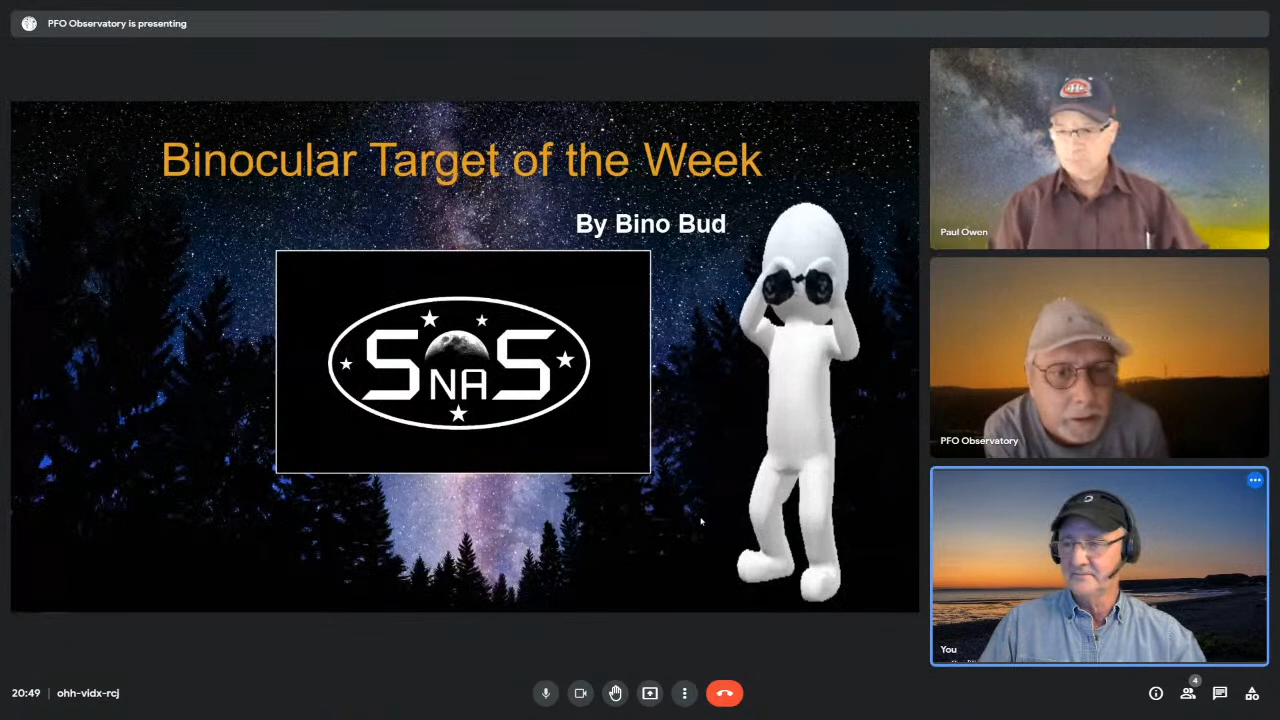 PFO Observatory is presenting
Binocular Target of the Week
By Bino Bud
S NA S
Paul Owen
PFO Observatory
You
20:49 | ohh-vidx-rcj
4